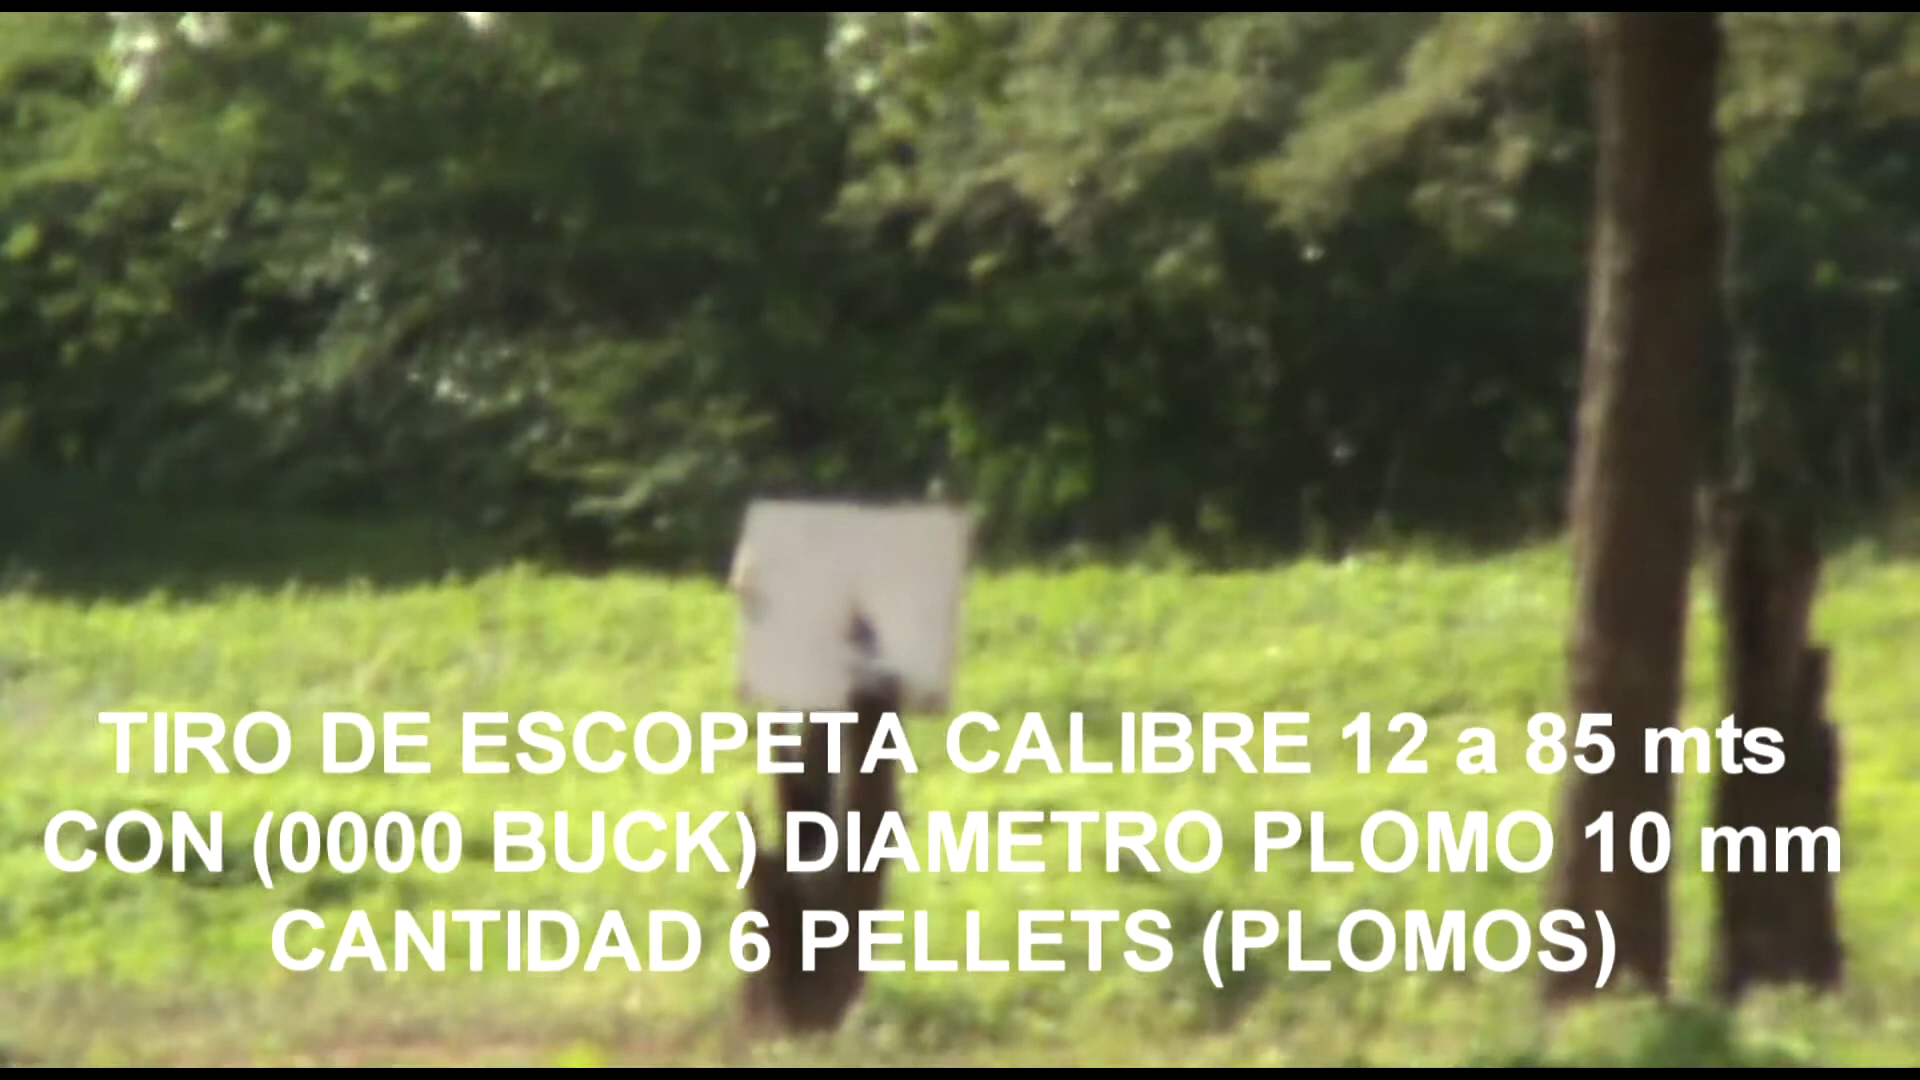 TIRO DE ESCOPETA CALIBRE 12 a 85 mts
CON (0000 BUCK) DIAMETRO PLOMO 10 mm
CANTIDAD 6 PELLETS (PLOMOS)